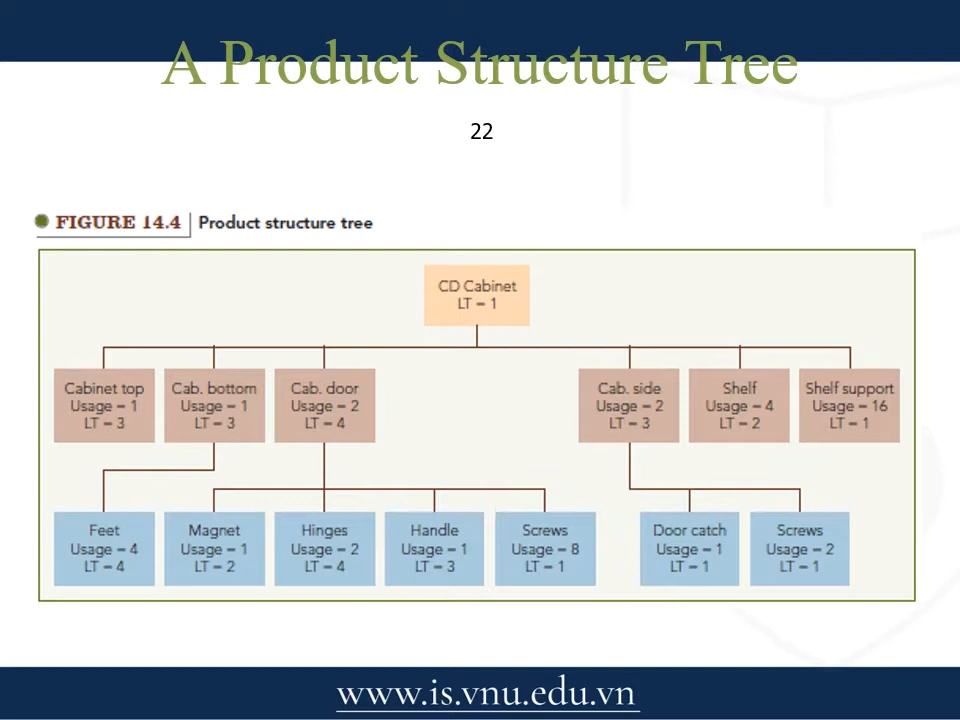 A Product Structure Tree
22
FIGURE 14.4 Product structure tree
CD Cabinet
LT = 1
Cabinet top
Usage = 1
LT = 3
Cab. bottom
Usage = 1
LT = 3
Cab. door
Usage = 2
LT = 4
Cab. side
Usage = 2
LT = 3
Shelf
Usage = 4
LT = 2
Shelf support
Usage = 16
LT = 1
Feet
Usage = 4
LT = 4
Magnet
Usage = 1
LT = 2
Hinges
Usage = 2
LT = 4
Handle
Usage = 1
LT = 3
Screws
Usage = 8
LT = 1
Door catch
Usage = 1
LT = 1
Screws
Usage = 2
LT = 1
www.is.vnu.edu.vn